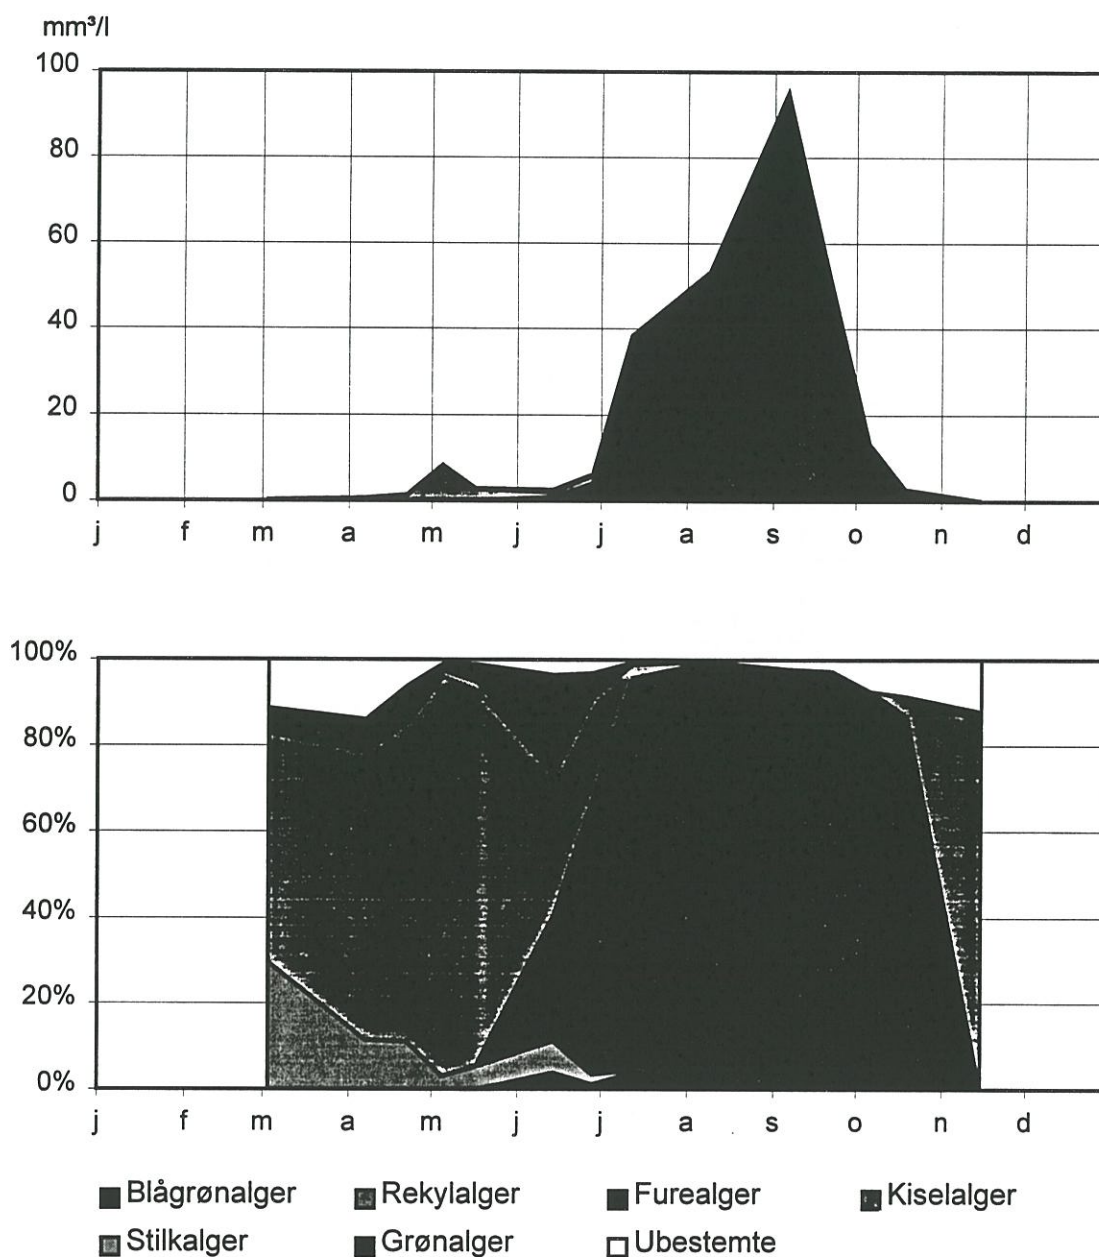 mm³/l
100
80
60
40
20
0
j f m a m j j a s o n d
100%
80%
60%
40%
20%
0%
j f m a m j j a s o n d
Blågrønalger Rekylalger Furealger Kiselalger
Stilkalger Grønalger Ubestemte